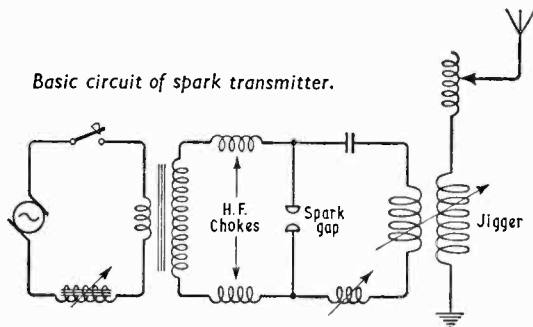 Basic circuit of spark transmitter.
H.F.
Chokes
Spark
gap
Jigger